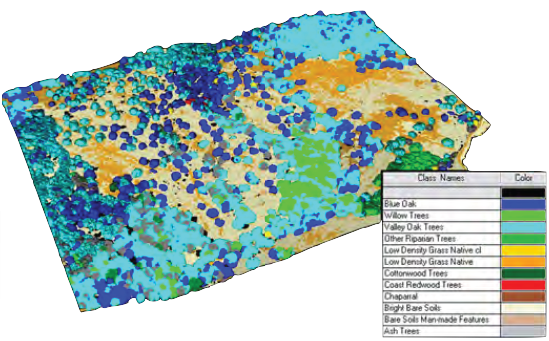 Class Names Color
Blue Oak
Willow Trees
Valley Oak Trees
Other Riparian Trees
Low Density Grass Native cl
Low Density Grass Native
Cottonwood Trees
Coast Redwood Trees
Chaparral
Bright Bare Soils
Bare Soils Man-made Features
Ash Trees